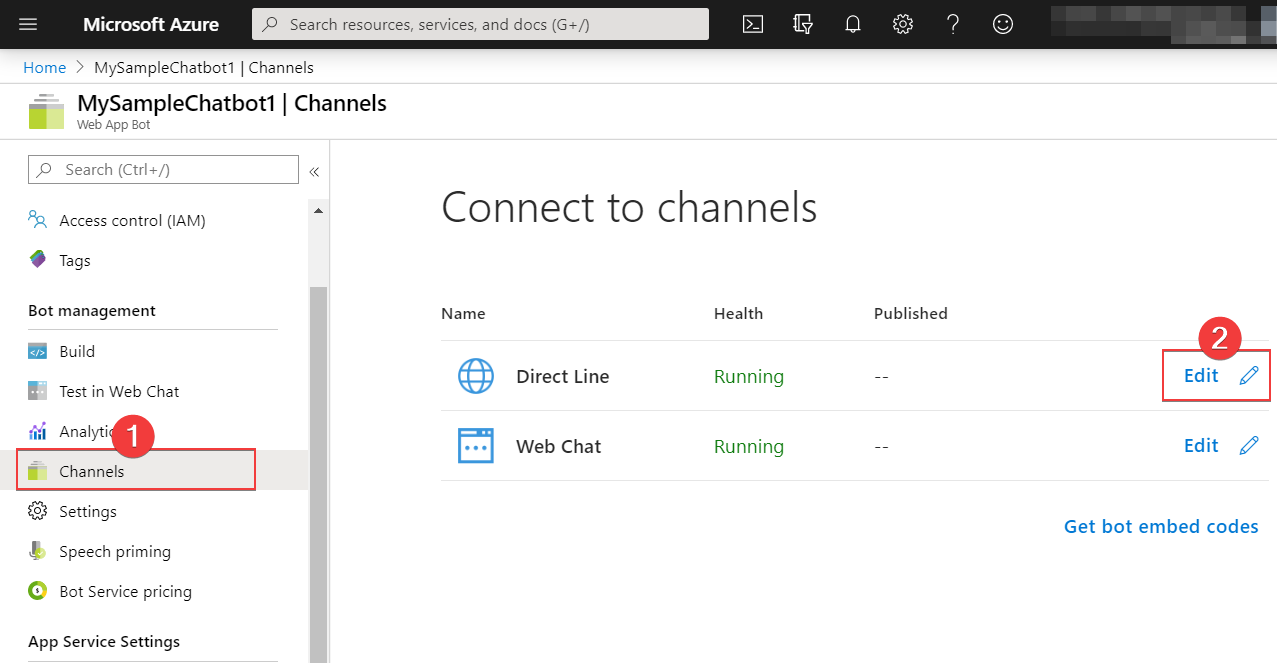 Microsoft Azure
Search resources, services, and docs (G+/)
Home > MySampleChatbot1 | Channels
MySampleChatbot1 | Channels
Web App Bot
Search (Ctrl+/)
«
Access control (IAM)
Tags
Bot management
Build
Test in Web Chat
1
Channels
Settings
Speech priming
Bot Service pricing
App Service Settings
Connect to channels
Name Health Published
2
Direct Line Running -- Edit
Web Chat Running -- Edit
Get bot embed codes